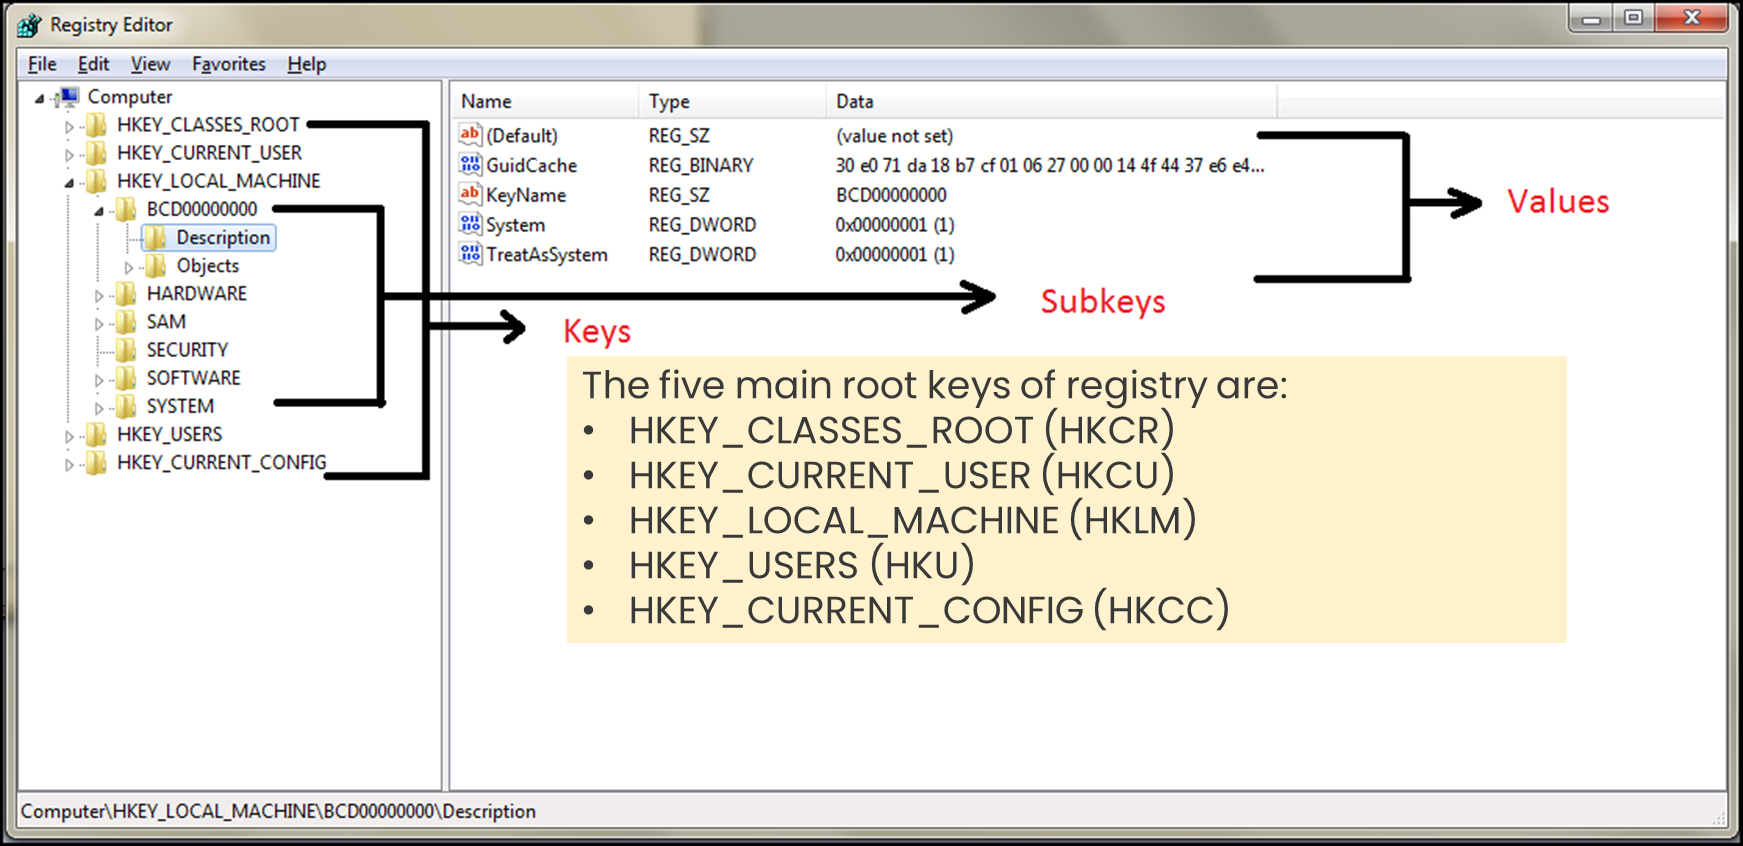 Registry Editor
File Edit View Favorites Help
Computer
HKEY_CLASSES_ROOT
HKEY_CURRENT_USER
HKEY_LOCAL_MACHINE
BCD00000000
Description
Objects
HARDWARE
SAM
SECURITY
SOFTWARE
SYSTEM
HKEY_USERS
HKEY_CURRENT_CONFIG
Name Type Data
(Default) REG_SZ (value not set)
GuidCache REG_BINARY 30 e0 71 da 18 b7 cf 01 06 27 00 00 14 4f 44 37 e6 e4...
KeyName REG_SZ BCD00000000
System REG_DWORD 0x00000001 (1)
TreatAsSystem REG_DWORD 0x00000001 (1)
Values
Subkeys
Keys
The five main root keys of registry are:
• HKEY_CLASSES_ROOT (HKCR)
• HKEY_CURRENT_USER (HKCU)
• HKEY_LOCAL_MACHINE (HKLM)
• HKEY_USERS (HKU)
• HKEY_CURRENT_CONFIG (HKCC)
Computer\HKEY_LOCAL_MACHINE\BCD00000000\Description